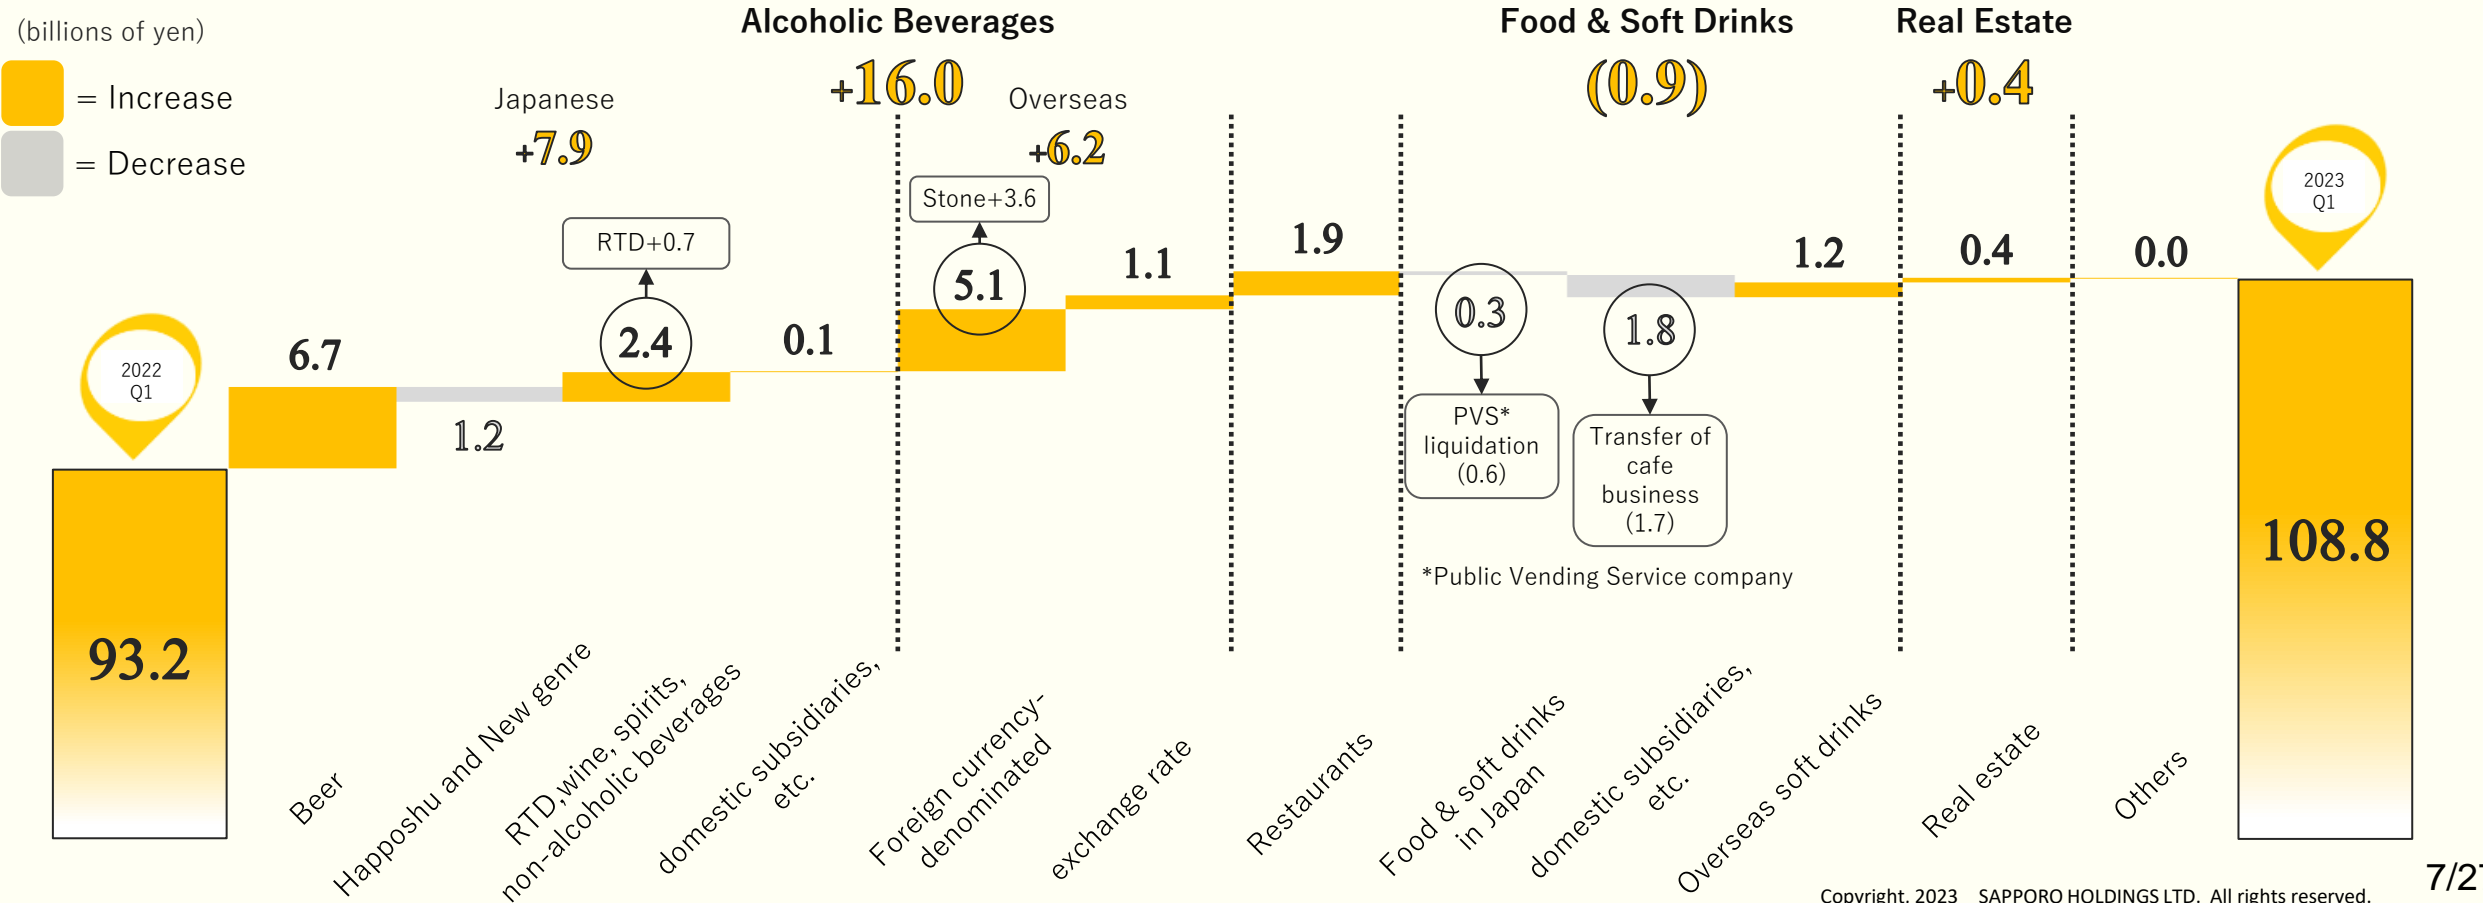 (billions of yen)
= Increase
= Decrease
Alcoholic Beverages
+16.0
Japanese
+7.9
Overseas
+6.2
Food & Soft Drinks
(0.9)
Real Estate
+0.4
2022
Q1
93.2
6.7
1.2
RTD+0.7
2.4
0.1
Stone+3.6
5.1
1.1
1.9
0.3
PVS*
liquidation
(0.6)
1.8
Transfer of
cafe
business
(1.7)
1.2
0.4
0.0
2023
Q1
108.8
*Public Vending Service company
Beer
Happoshu and New genre
RTD,wine, spirits,
non-alcoholic beverages
domestic subsidiaries,
etc.
Foreign currency-
denominated
exchange rate
Restaurants
Food & soft drinks
in Japan
domestic subsidiaries,
etc.
Overseas soft drinks
Real estate
Others
Copyright, 2023 SAPPORO HOLDINGS LTD. All rights reserved.
7/27